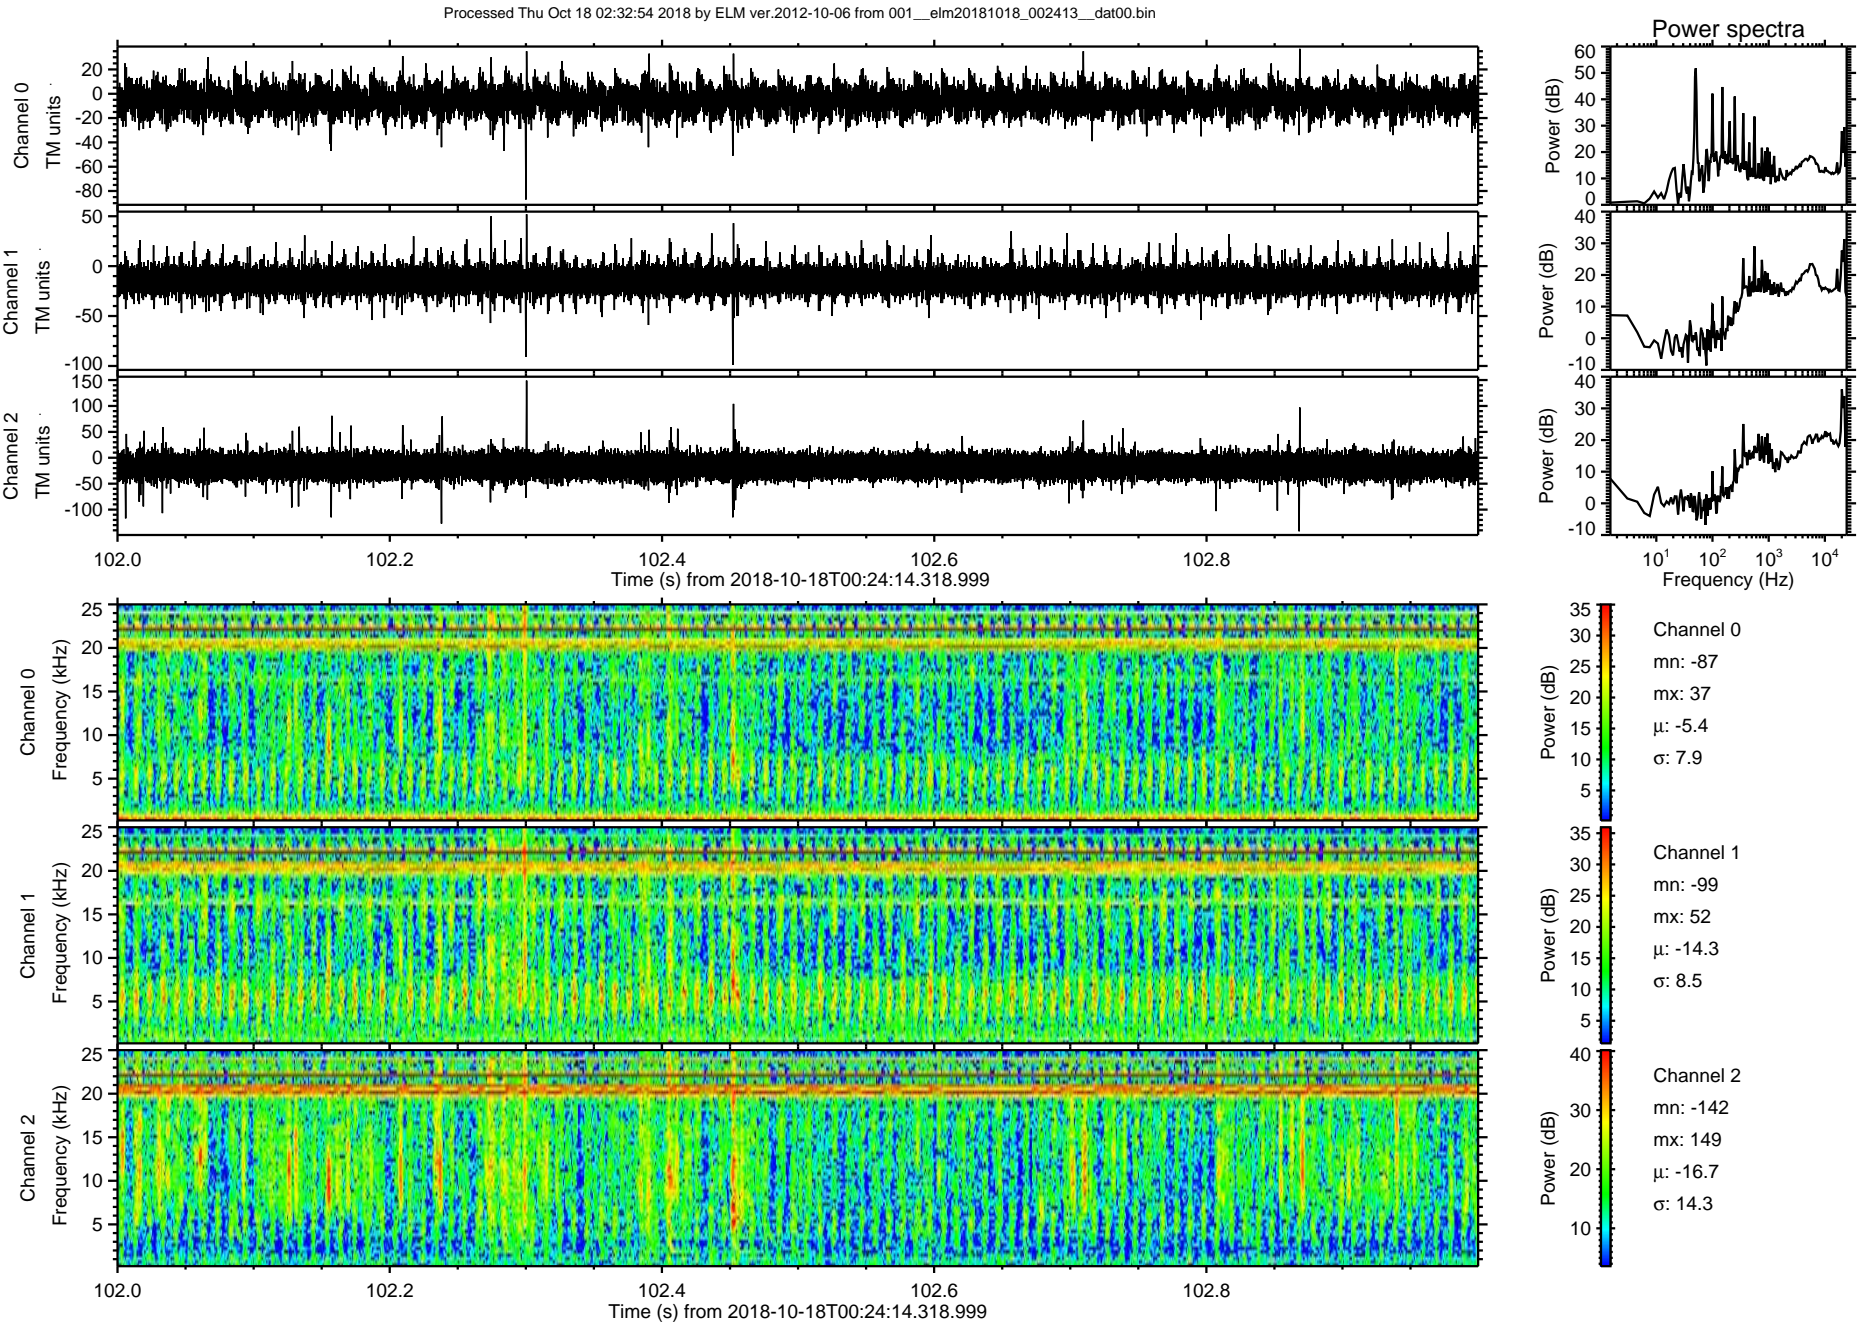 Processed Thu Oct 18 02:32:54 2018 by ELM ver.2012-10-06 from 001__elm20181018_002413__dat00.bin
Power spectra
Channel 0
TM units
20
0
-20
-40
-60
-80
Power (dB)
60
50
40
30
20
10
0
Channel 1
TM units
50
0
-50
-100
Power (dB)
40
30
20
10
0
-10
Channel 2
TM units
150
100
50
0
-50
-100
Power (dB)
40
30
20
10
0
-10
102.0 102.2 102.4 102.6 102.8
Time (s) from 2018-10-18T00:24:14.318.999
10¹ 10² 10³ 10⁴
Frequency (Hz)
Channel 0
Frequency (kHz)
25
20
15
10
5
Power (dB)
35
30
25
20
15
10
5
Channel 0
mn: -87
mx: 37
μ: -5.4
σ: 7.9
Channel 1
Frequency (kHz)
25
20
15
10
5
Power (dB)
35
30
25
20
15
10
5
Channel 1
mn: -99
mx: 52
μ: -14.3
σ: 8.5
Channel 2
Frequency (kHz)
25
20
15
10
5
Power (dB)
40
30
20
10
Channel 2
mn: -142
mx: 149
μ: -16.7
σ: 14.3
102.0 102.2 102.4 102.6 102.8
Time (s) from 2018-10-18T00:24:14.318.999